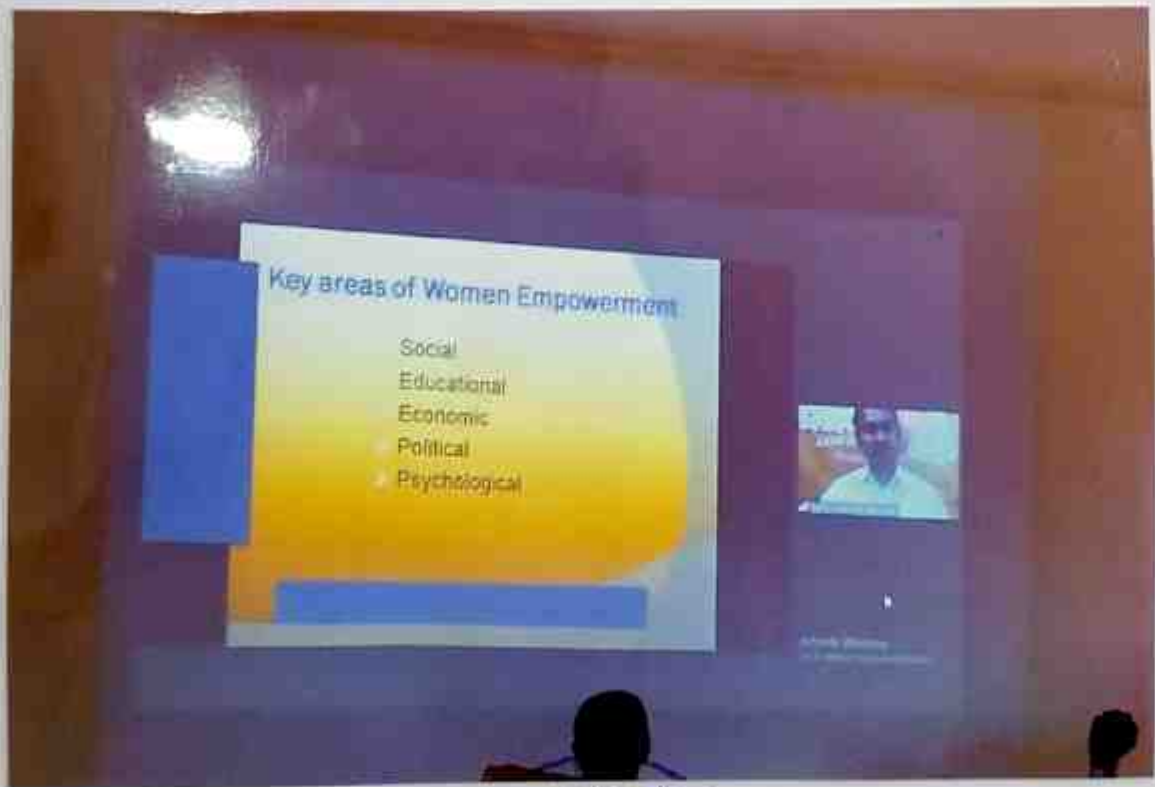 Key areas of Women Empowerment
Social
Educational
Economic
Political
Psychological